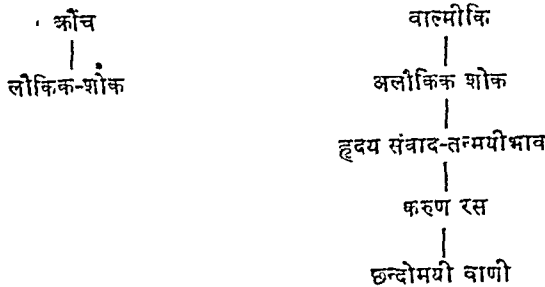 क्रौंच
लौकिक-शोक
वाल्मीकि
अलौकिक शोक
हृदय संवाद-तन्मयीभाव
करुण रस
छन्दोमयी वाणी